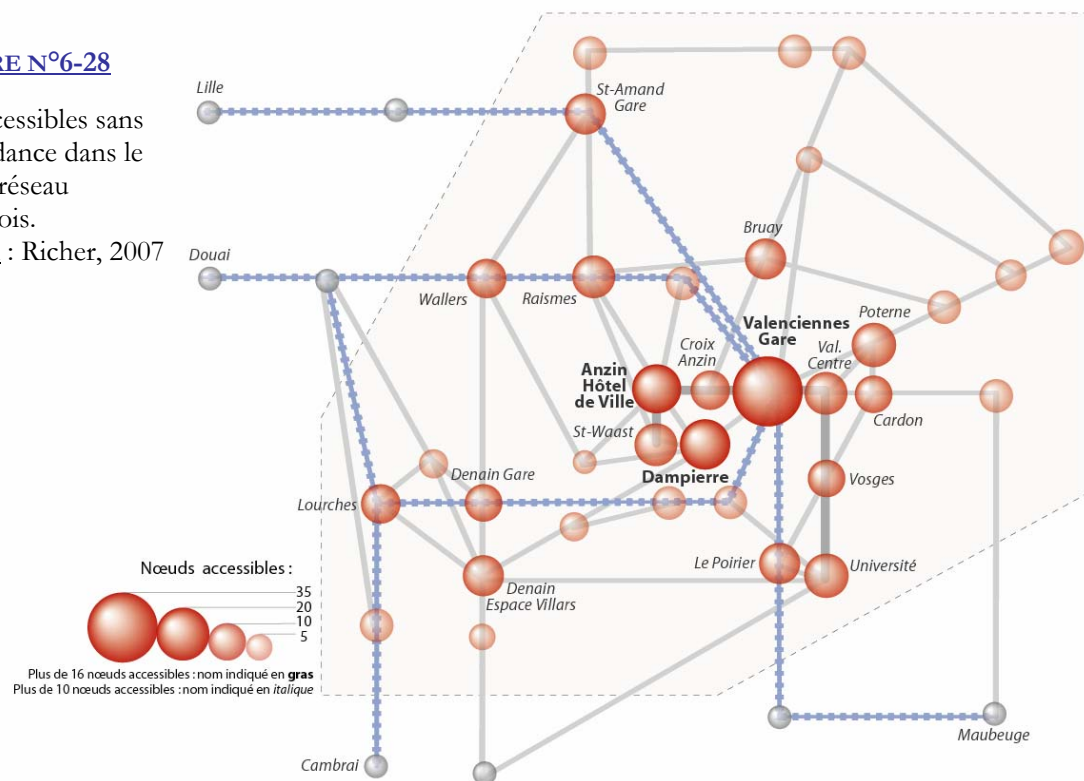 RE N°6-28
cessibles sans
dance dans le
réseau
ois.
: Richer, 2007
Lille
St-Amand
Gare
Douai
Wallers
Raismes
Bruay
Valenciennes
Gare
Poterne
Croix
Anzin
Val.
Centre
Anzin
Hôtel
de Ville
St-Waast
Dampierre
Cardon
Vosges
Denain Gare
Lourches
Le Poirier
Université
Denain
Espace Villars
Cambrai
Maubeuge
Nœuds accessibles :
35
20
10
5
Plus de 16 nœuds accessibles : nom indiqué en gras
Plus de 10 nœuds accessibles : nom indiqué en italique